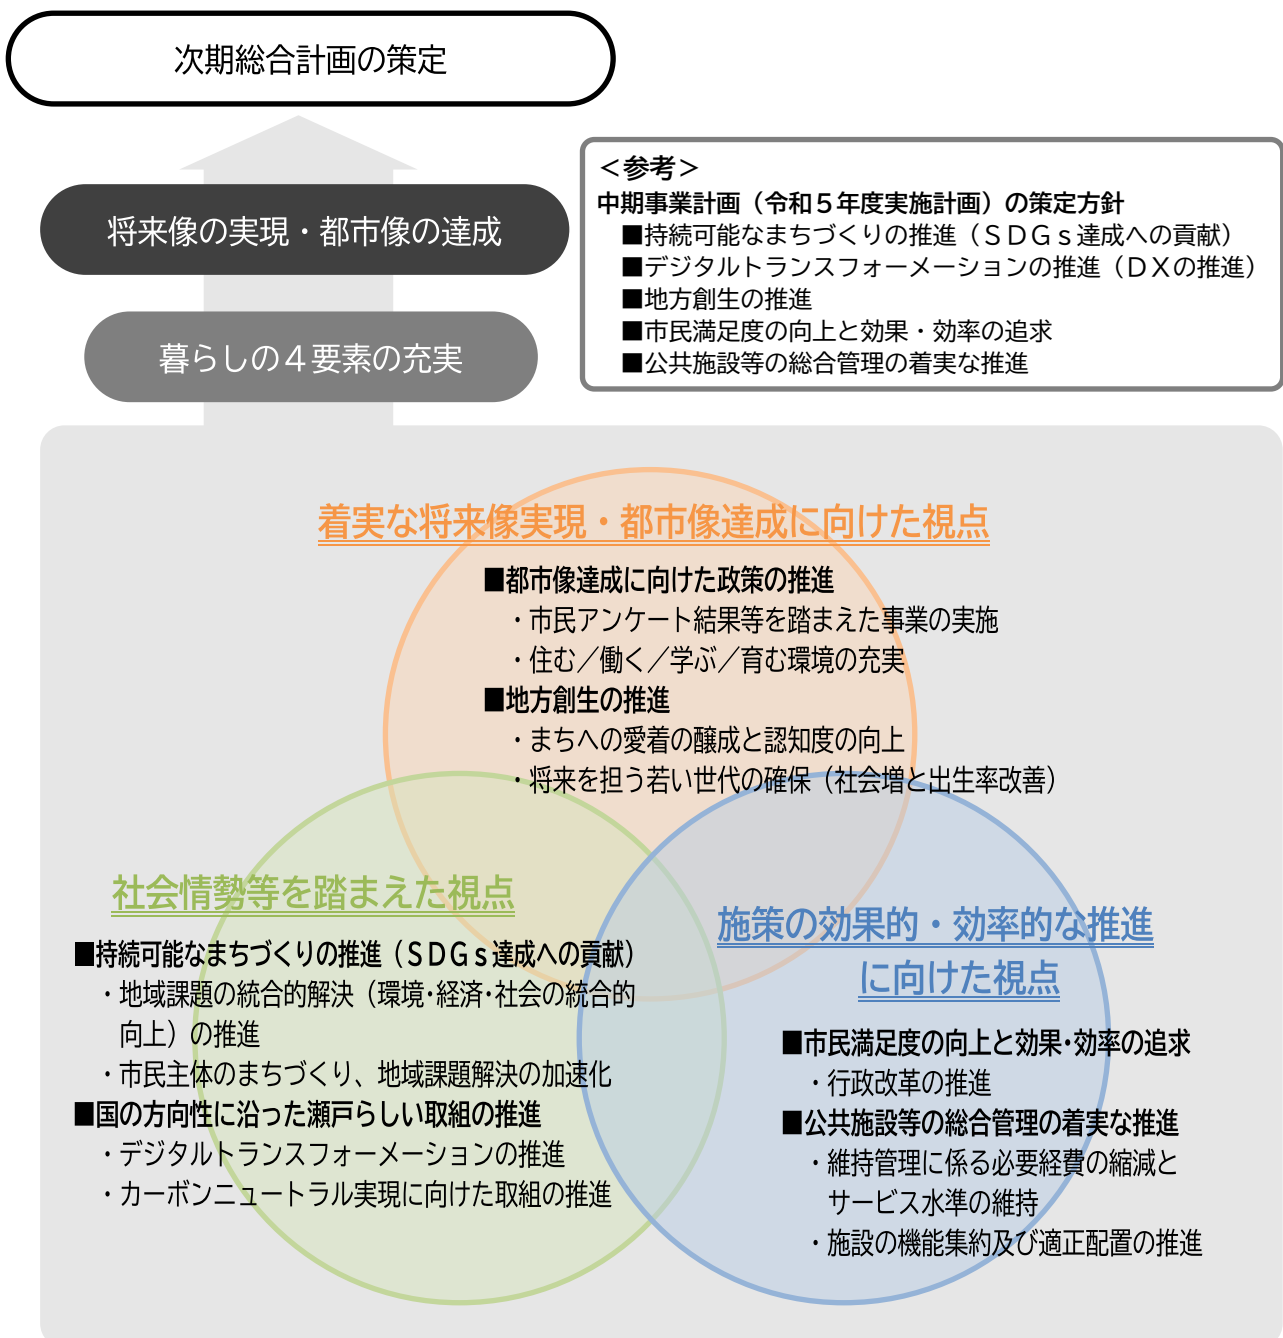 次期総合計画の策定
将来像の実現・都市像の達成
暮らしの４要素の充実
＜参考＞
中期事業計画（令和５年度実施計画）の策定方針
■持続可能なまちづくりの推進（ＳＤＧｓ達成への貢献）
■デジタルトランスフォーメーションの推進（ＤＸの推進）
■地方創生の推進
■市民満足度の向上と効果・効率の追求
■公共施設等の総合管理の着実な推進
着実な将来像実現・都市像達成に向けた視点
■都市像達成に向けた政策の推進
・市民アンケート結果等を踏まえた事業の実施
・住む／働く／学ぶ／育む環境の充実
■地方創生の推進
・まちへの愛着の醸成と認知度の向上
・将来を担う若い世代の確保（社会増と出生率改善）
社会情勢等を踏まえた視点
■持続可能なまちづくりの推進（ＳＤＧｓ達成への貢献）
・地域課題の統合的解決（環境･経済･社会の統合的
向上）の推進
・市民主体のまちづくり、地域課題解決の加速化
■国の方向性に沿った瀬戸らしい取組の推進
・デジタルトランスフォーメーションの推進
・カーボンニュートラル実現に向けた取組の推進
施策の効果的・効率的な推進
に向けた視点
■市民満足度の向上と効果･効率の追求
・行政改革の推進
■公共施設等の総合管理の着実な推進
・維持管理に係る必要経費の縮減と
サービス水準の維持
・施設の機能集約及び適正配置の推進